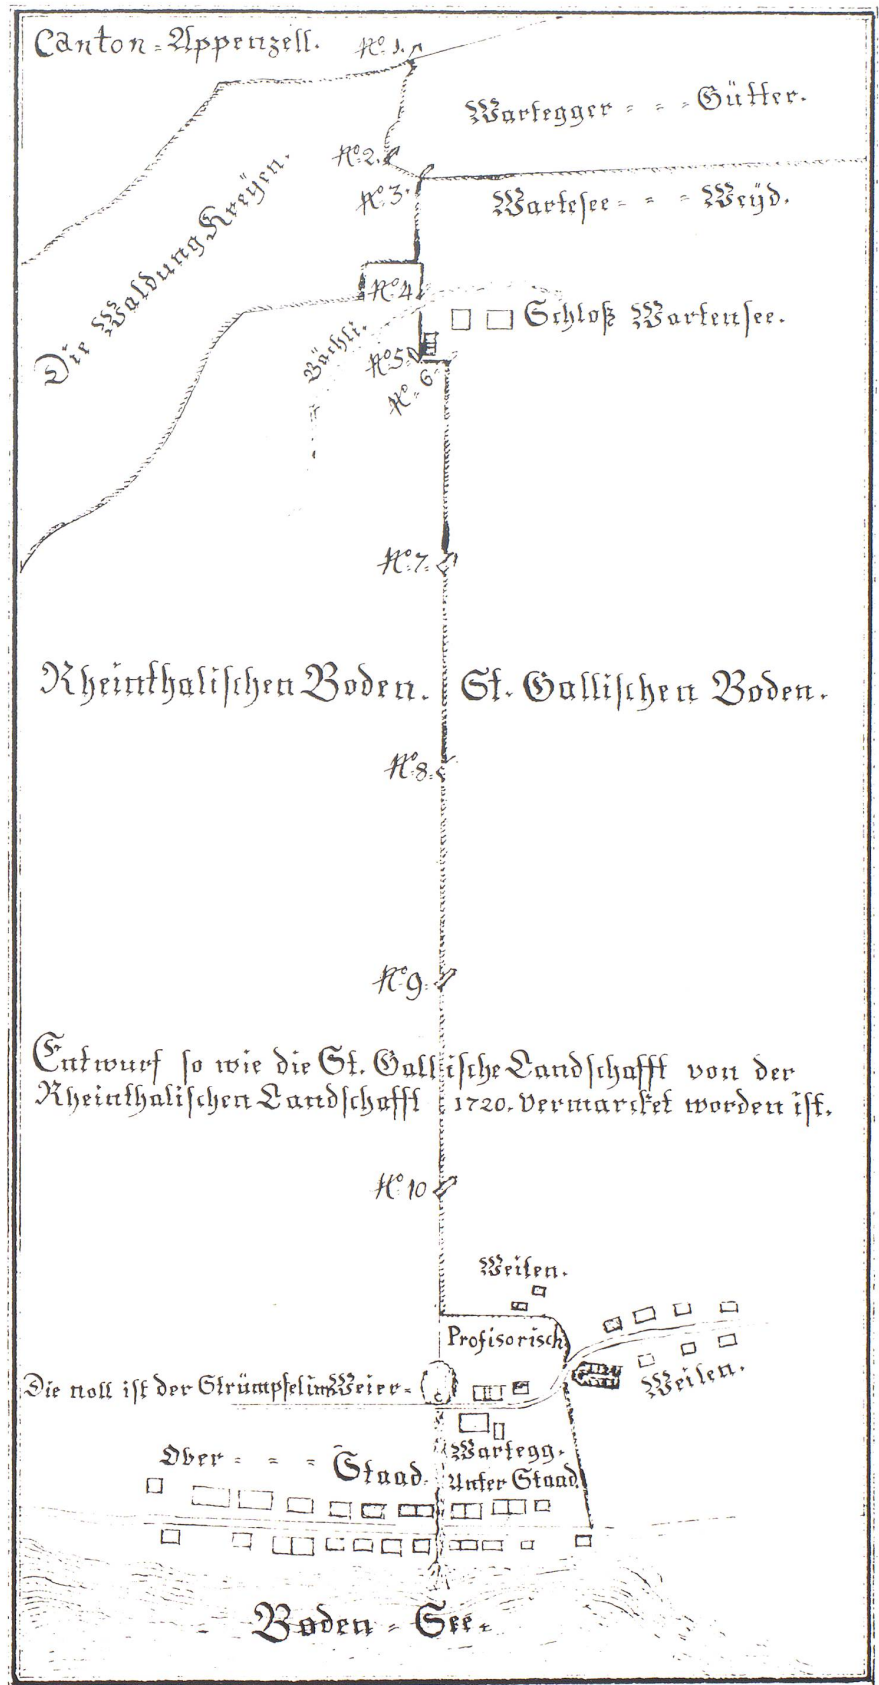 Canton=Appenzell.
No. 1.
Wartegger = = = Gütter.
No. 2.
No. 3.
Wartesee = = = Weÿd.
Die Waldung Kreÿen.
No. 4.
Schloß Wartensee.
Bächli.
No. 5.
No. 6.
No. 7.
Rheinthalischen Boden. St. Gallischen Boden.
No. 8.
No. 9.
Entwurf so wie die St. Gallische Landschafft von der
Rheinthalischen Landschafft 1720. vermarcket worden ist.
No. 10
Weilen.
Profisorisch
Die noll ist der Strümpfel im Weier.
Weilen.
Wartegg.
Ober = = = Staad.
Unter Staad.
Boden = See.